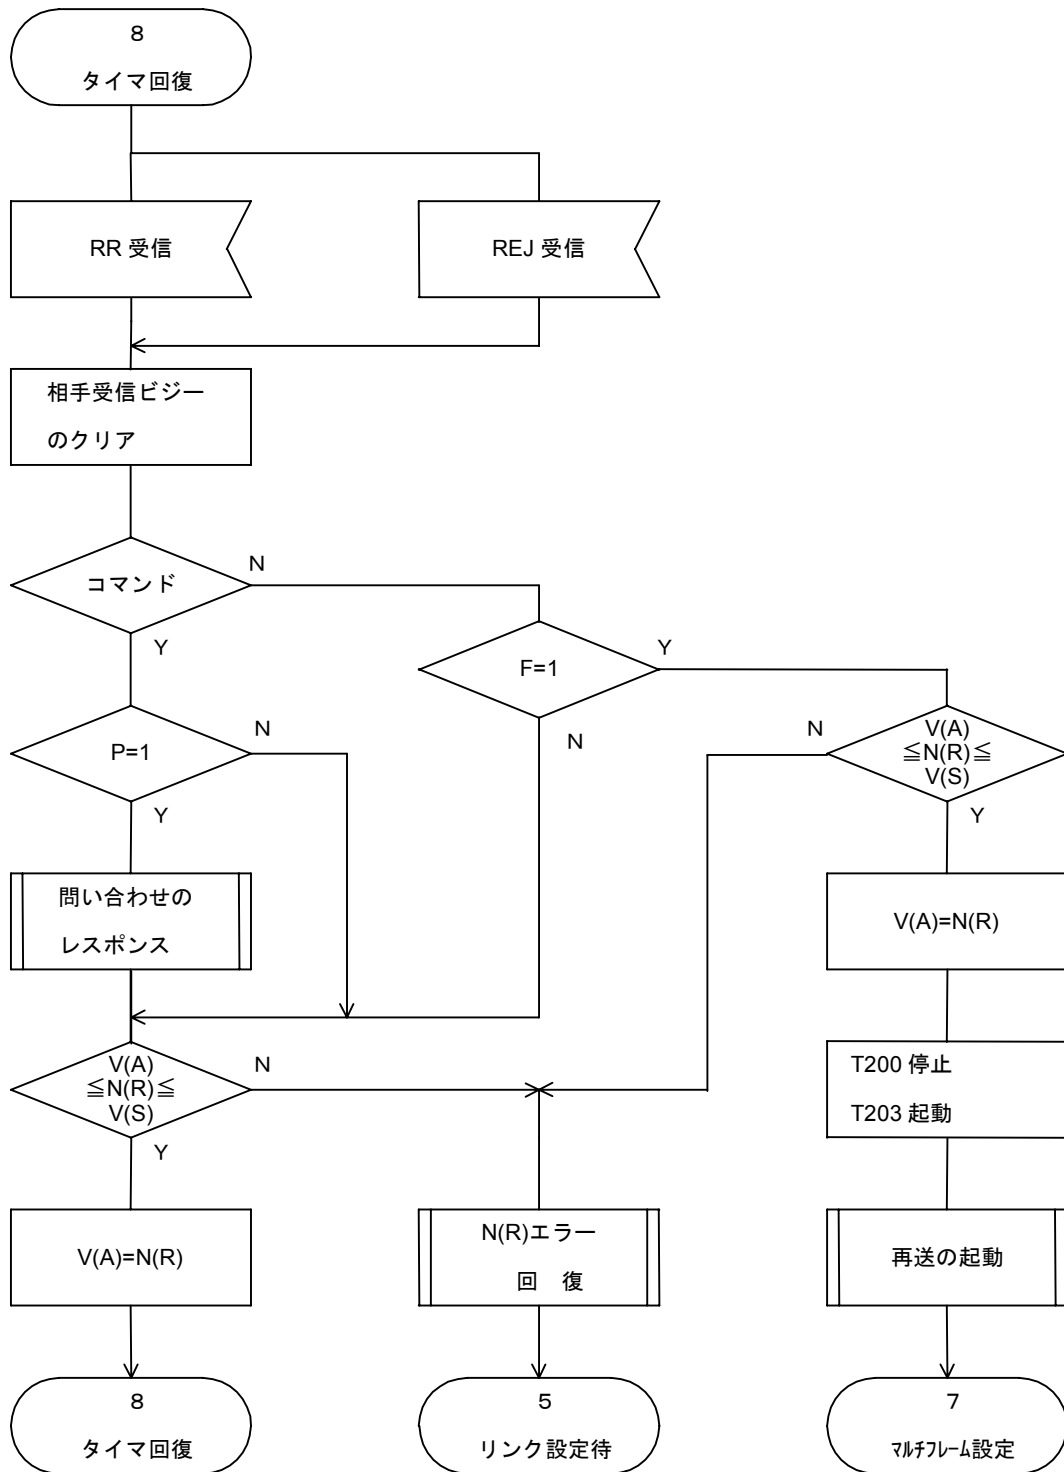 8
タイマ回復
RR 受信
REJ 受信
相手受信ビジー
のクリア
コマンド
N
Y
F=1
Y
N
P=1
N
Y
V(A)
≦N(R)≦
V(S)
N
Y
問い合わせの
レスポンス
V(A)=N(R)
V(A)
≦N(R)≦
V(S)
N
Y
T200 停止
T203 起動
V(A)=N(R)
N(R)エラー
回 復
再送の起動
8
タイマ回復
5
リンク設定待
7
ﾏﾙﾁﾌﾚｰﾑ設定